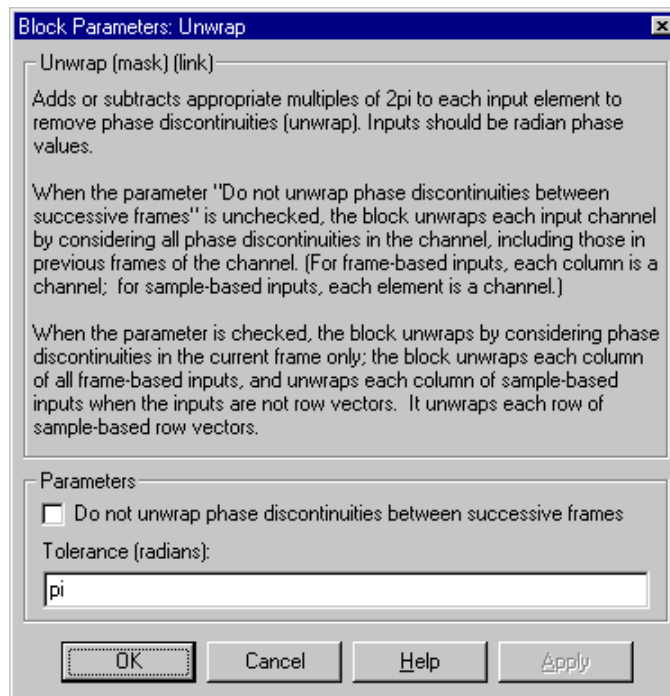 Block Parameters: Unwrap
Unwrap (mask) (link)
Adds or subtracts appropriate multiples of 2pi to each input element to
remove phase discontinuities (unwrap). Inputs should be radian phase
values.
When the parameter "Do not unwrap phase discontinuities between
successive frames" is unchecked, the block unwraps each input channel
by considering all phase discontinuities in the channel, including those in
previous frames of the channel. (For frame-based inputs, each column is a
channel;  for sample-based inputs, each element is a channel.)
When the parameter is checked, the block unwraps by considering phase
discontinuities in the current frame only; the block unwraps each column
of all frame-based inputs, and unwraps each column of sample-based
inputs when the inputs are not row vectors.  It unwraps each row of
sample-based row vectors.
Parameters
Do not unwrap phase discontinuities between successive frames
Tolerance (radians):
pi
OK Cancel Help Apply